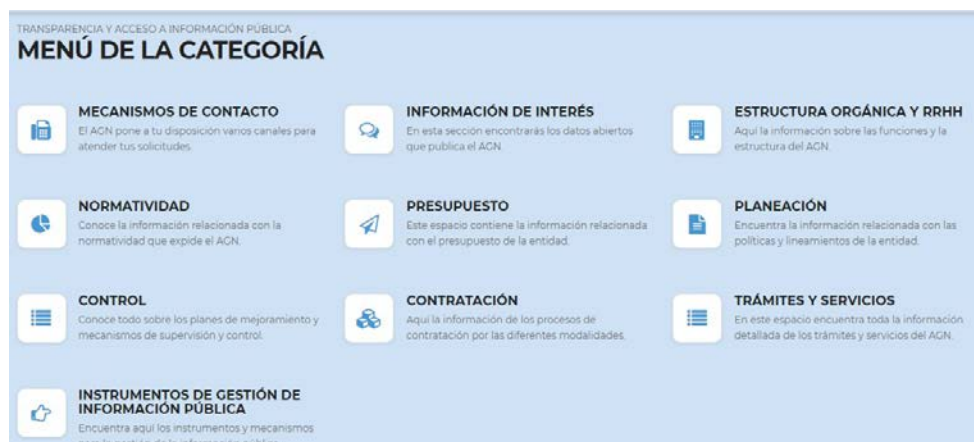 TRANSPARENCIA Y ACCESO A INFORMACIÓN PÚBLICA
MENÚ DE LA CATEGORÍA
MECANISMOS DE CONTACTO
El AGN pone a tu disposición varios canales para
atender tus solicitudes.
INFORMACIÓN DE INTERÉS
En esta sección encontrarás los datos abiertos
que publica el AGN.
ESTRUCTURA ORGÁNICA Y RRHH
Aquí la información sobre las funciones y la
estructura del AGN.
NORMATIVIDAD
Conoce la información relacionada con la
normatividad que expide el AGN.
PRESUPUESTO
Este espacio contiene la información relacionada
con el presupuesto de la entidad.
PLANEACIÓN
Encuentra la información relacionada con las
políticas y lineamientos de la entidad.
CONTROL
Conoce todo sobre los planes de mejoramiento y
mecanismos de supervisión y control.
CONTRATACIÓN
Aquí la información de los procesos de
contratación por las diferentes modalidades.
TRÁMITES Y SERVICIOS
En este espacio encuentra toda la información
detallada de los trámites y servicios del AGN.
INSTRUMENTOS DE GESTIÓN DE
INFORMACIÓN PÚBLICA
Encuentra aquí los instrumentos y mecanismos
para la gestión de la información pública